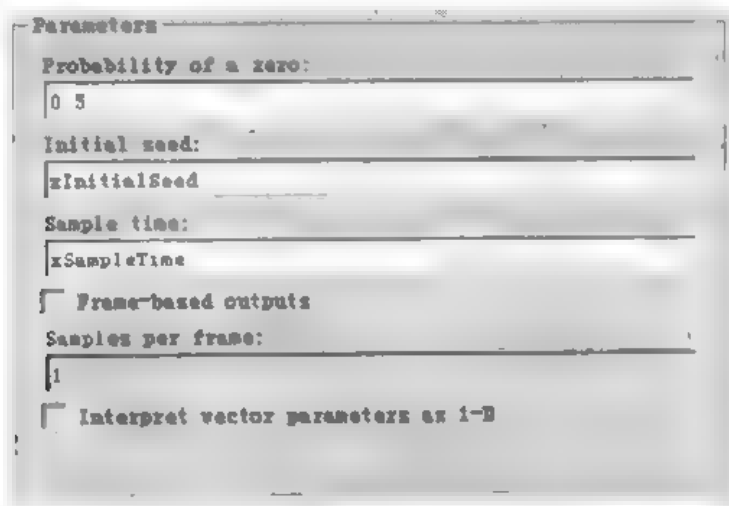 Parameters
Probability of a zero:
0 5
Initial seed:
xInitialSeed
Sample time:
xSampleTime
Frame-based outputs
Samples per frame:
1
Interpret vector parameters as 1-D